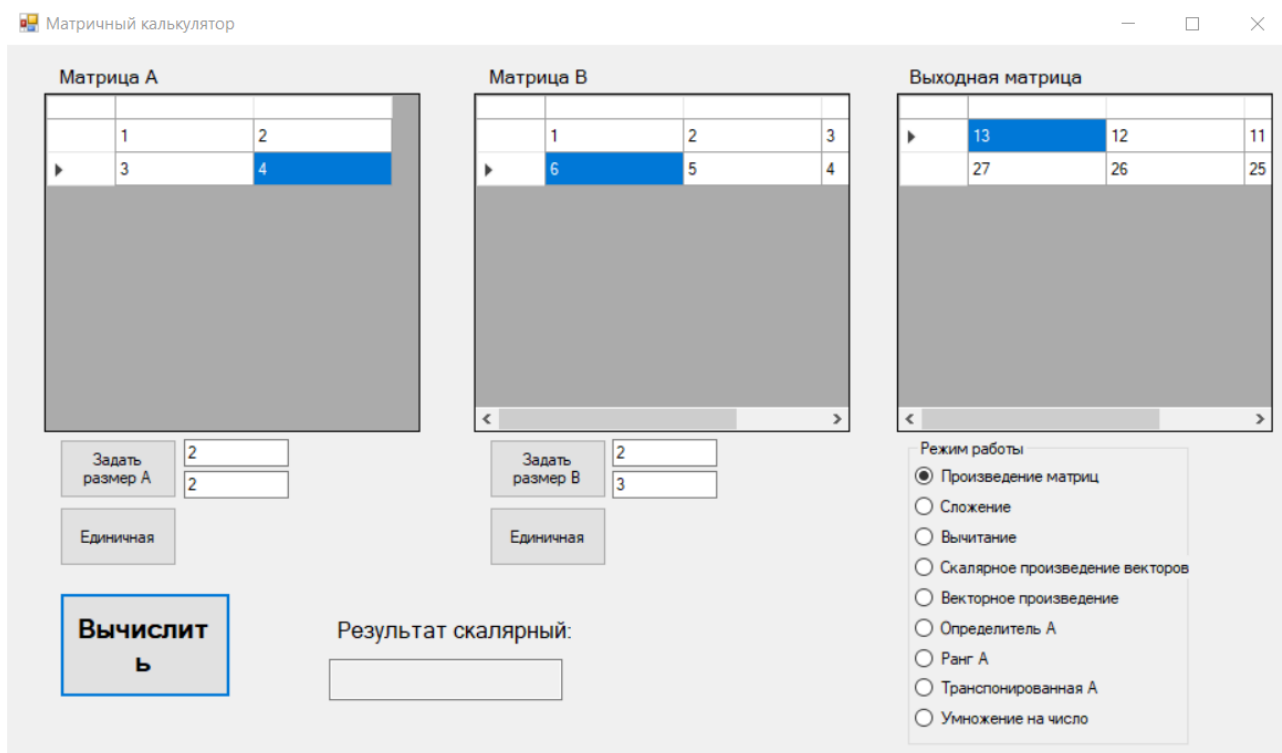 Матричный калькулятор
Матрица A
Матрица B
Выходная матрица
1 2
1 2 3
13 12 11
3 4
6 5 4
27 26 25
Задать
размер A
2
2
Единичная
Задать
размер B
2
3
Единичная
Режим работы
Произведение матриц
Сложение
Вычитание
Скалярное произведение векторов
Векторное произведение
Определитель A
Ранг A
Транспонированная A
Умножение на число
Вычислит
ь
Результат скалярный: